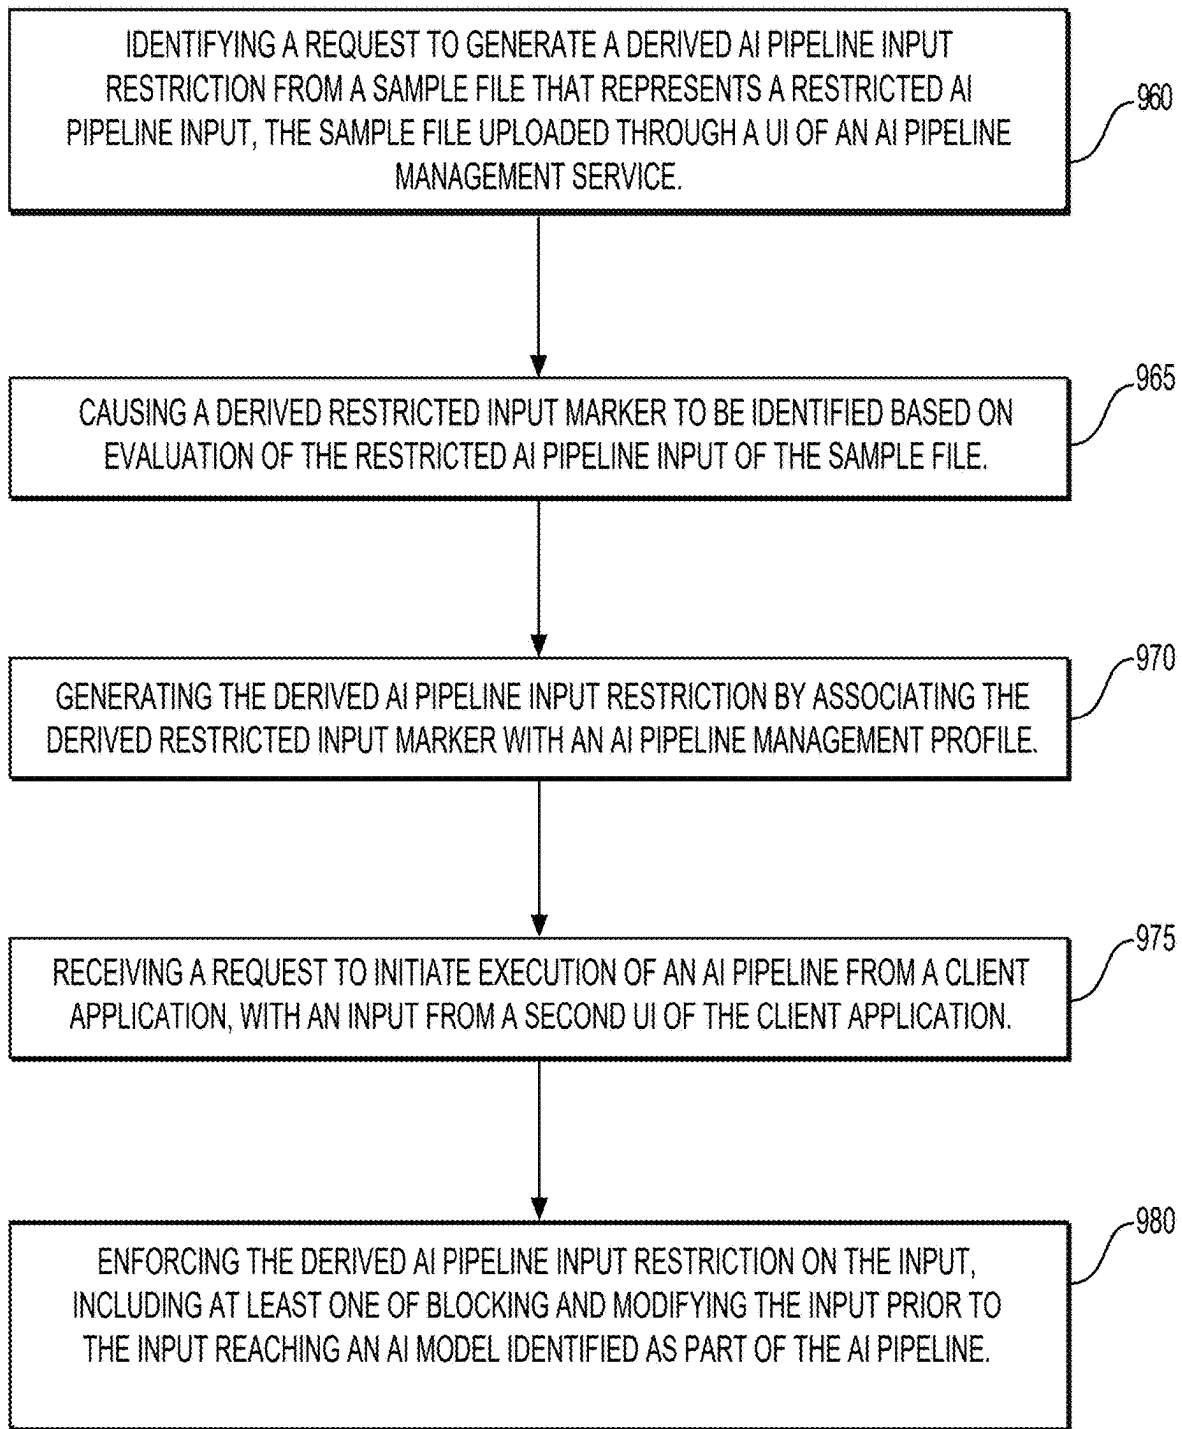 IDENTIFYING A REQUEST TO GENERATE A DERIVED AI PIPELINE INPUT
RESTRICTION FROM A SAMPLE FILE THAT REPRESENTS A RESTRICTED AI
PIPELINE INPUT, THE SAMPLE FILE UPLOADED THROUGH A UI OF AN AI PIPELINE
MANAGEMENT SERVICE.
960
CAUSING A DERIVED RESTRICTED INPUT MARKER TO BE IDENTIFIED BASED ON
EVALUATION OF THE RESTRICTED AI PIPELINE INPUT OF THE SAMPLE FILE.
965
GENERATING THE DERIVED AI PIPELINE INPUT RESTRICTION BY ASSOCIATING THE
DERIVED RESTRICTED INPUT MARKER WITH AN AI PIPELINE MANAGEMENT PROFILE.
970
RECEIVING A REQUEST TO INITIATE EXECUTION OF AN AI PIPELINE FROM A CLIENT
APPLICATION, WITH AN INPUT FROM A SECOND UI OF THE CLIENT APPLICATION.
975
ENFORCING THE DERIVED AI PIPELINE INPUT RESTRICTION ON THE INPUT,
INCLUDING AT LEAST ONE OF BLOCKING AND MODIFYING THE INPUT PRIOR TO
THE INPUT REACHING AN AI MODEL IDENTIFIED AS PART OF THE AI PIPELINE.
980